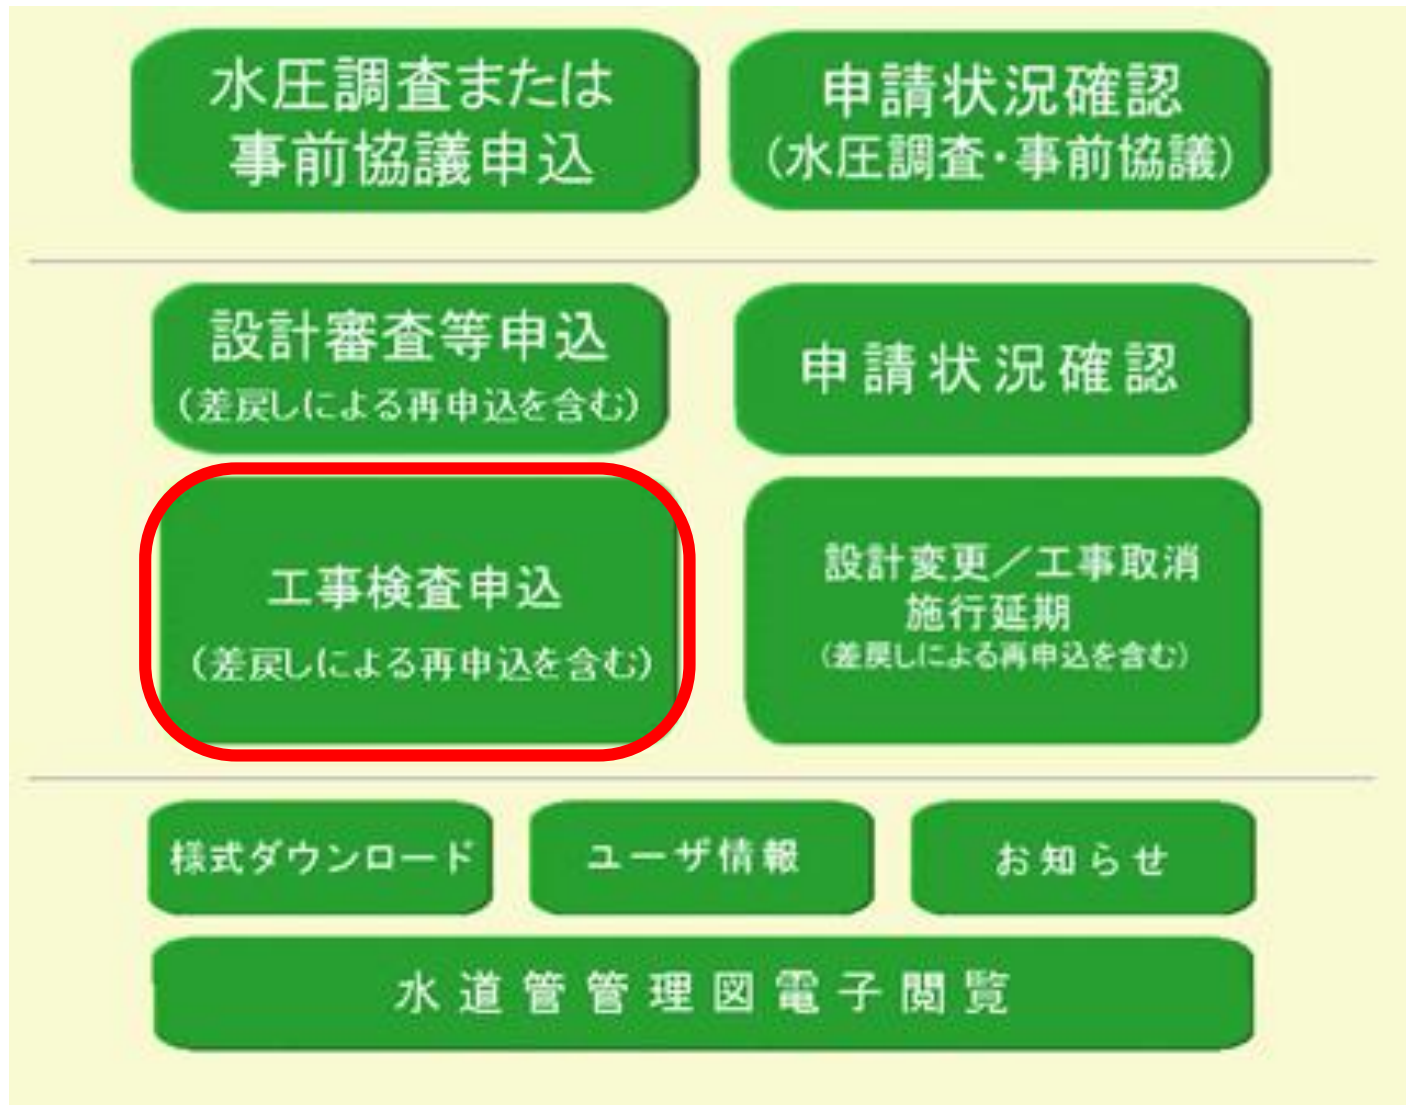 水圧調査または
事前協議申込
申請状況確認
（水圧調査・事前協議）
設計審査等申込
（差戻しによる再申込を含む）
申請状況確認
工事検査申込
（差戻しによる再申込を含む）
設計変更／工事取消
施行延期
（差戻しによる再申込を含む）
様式ダウンロード
ユーザ情報
お知らせ
水道管管理図電子閲覧